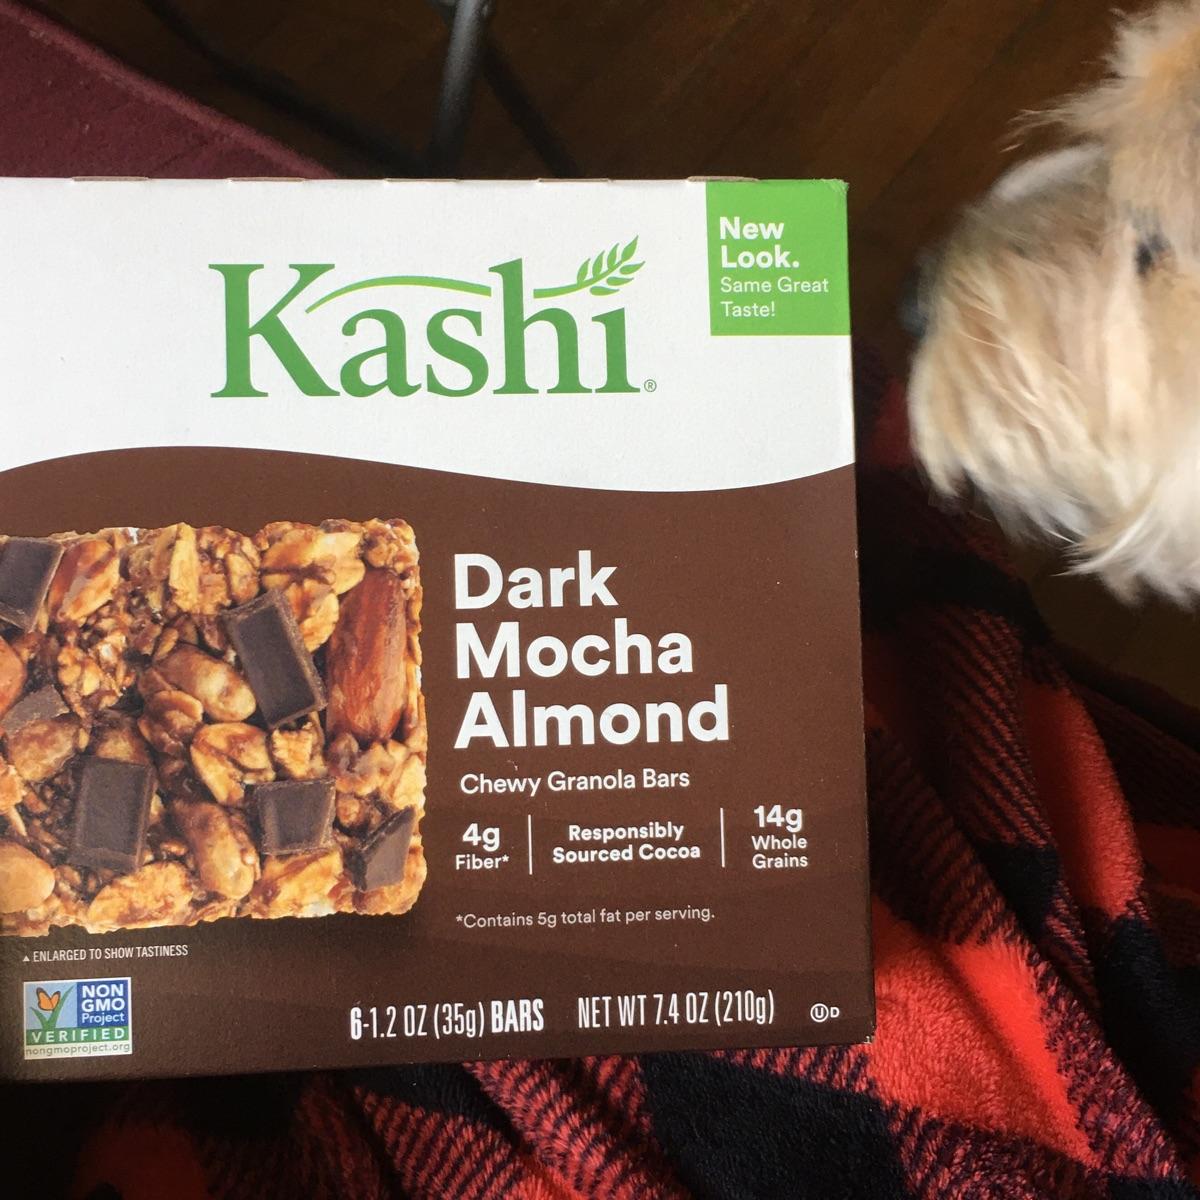 Kashi®
New
Look.
Same Great
Taste!
Dark
Mocha
Almond
Chewy Granola Bars
4g
Fiber*
Responsibly
Sourced Cocoa
14g
Whole
Grains
*Contains 5g total fat per serving.
▲ ENLARGED TO SHOW TASTINESS
NON
GMO
Project
VERIFIED
nongmoproject.org
6-1.2 OZ (35g) BARS NET WT 7.4 OZ (210g) U D